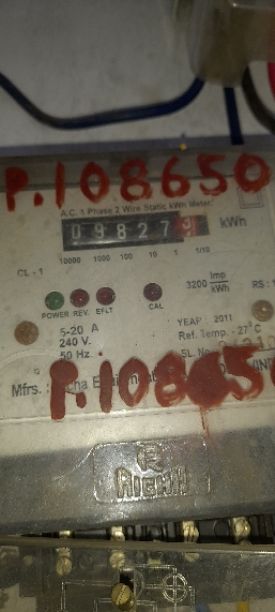 P.108650
A.C. 1 Phase 2 Wire Static kWh Meter
098273 kWh
10000 1000 100 10 1 1/10
CL - 1
3200 Imp/kWh
RS :
POWER REV. EFLT CAL
5-20 A
240 V.
50 Hz
YEAR : 2011
Ref. Temp. - 27°C
SL. No.
P.10865
Mfrs.